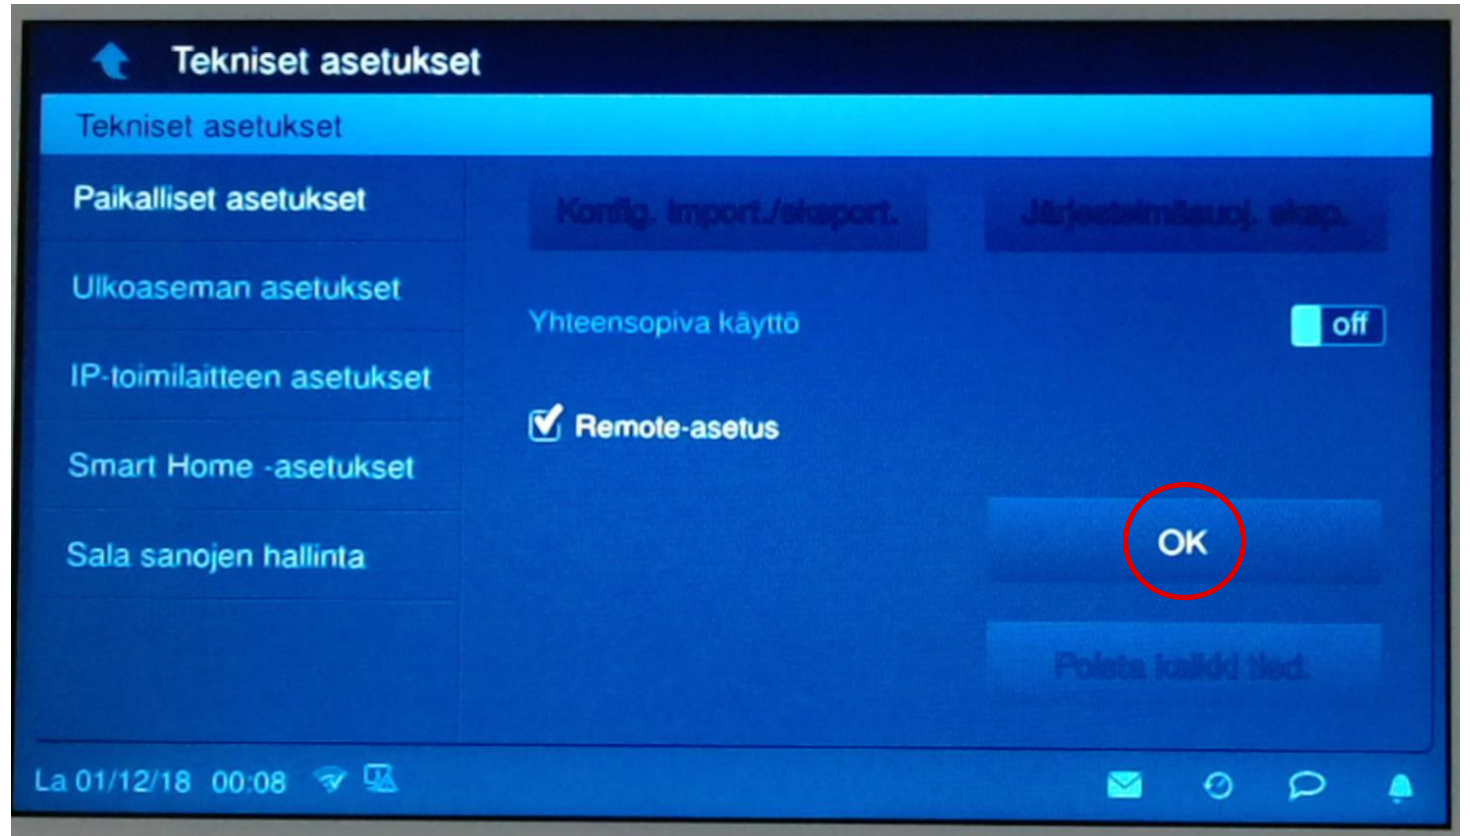 Tekniset asetukset
Tekniset asetukset
Paikalliset asetukset
Konfig. import./eksport.
Järjestelmäsuoj. eksp.
Ulkoaseman asetukset
Yhteensopiva käyttö
off
IP-toimilaitteen asetukset
Remote-asetus
Smart Home -asetukset
OK
Sala sanojen hallinta
Poista kaikki tied.
La 01/12/18 00:08